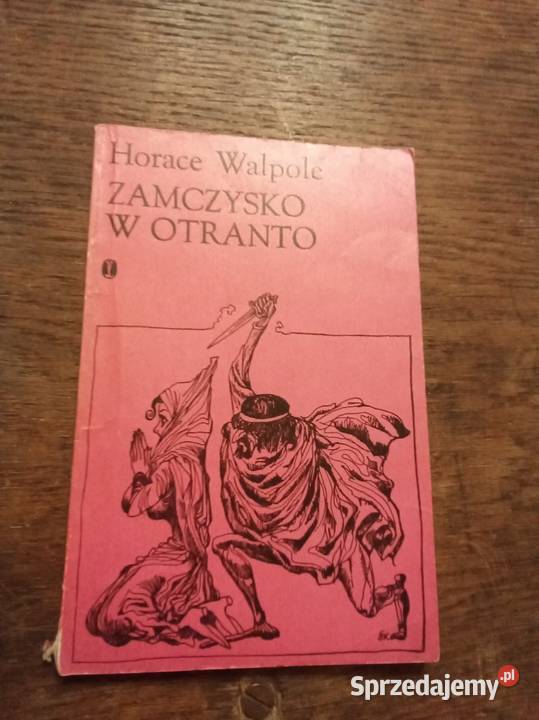 Horace Walpole
ZAMCZYSKO
W OTRANTO
Sprzedajemy.pl